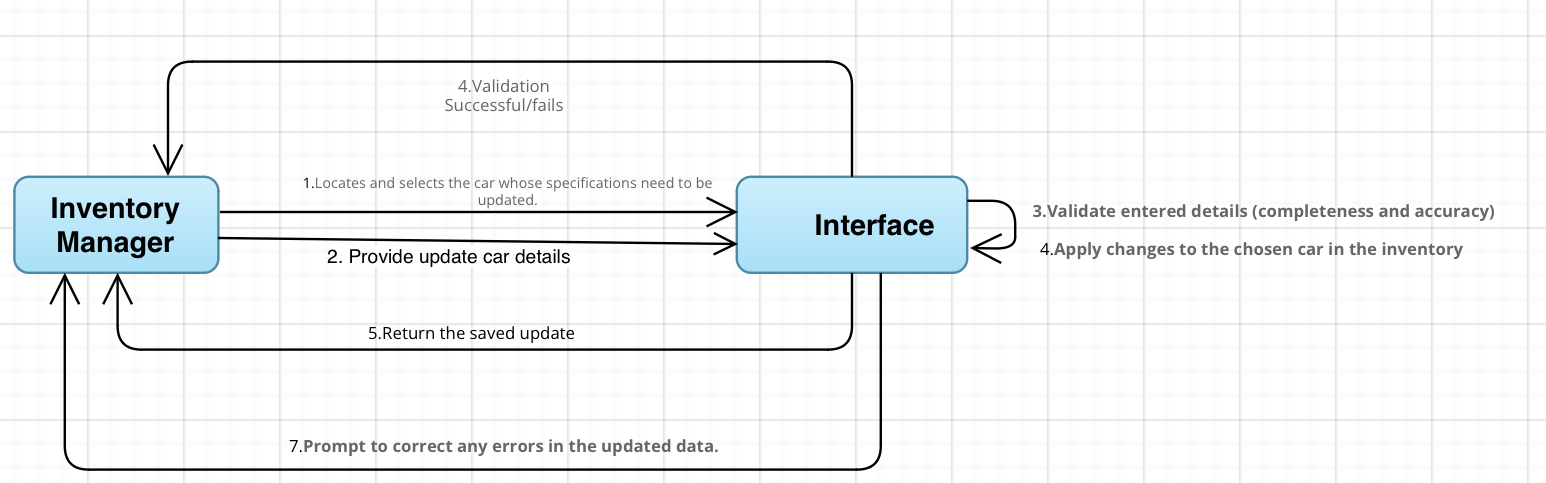 4.Validation
Successful/fails
1.Locates and selects the car whose specifications need to be
updated.
Inventory
Manager
Interface
3.Validate entered details (completeness and accuracy)
4.Apply changes to the chosen car in the inventory
2. Provide update car details
5.Return the saved update
7.Prompt to correct any errors in the updated data.